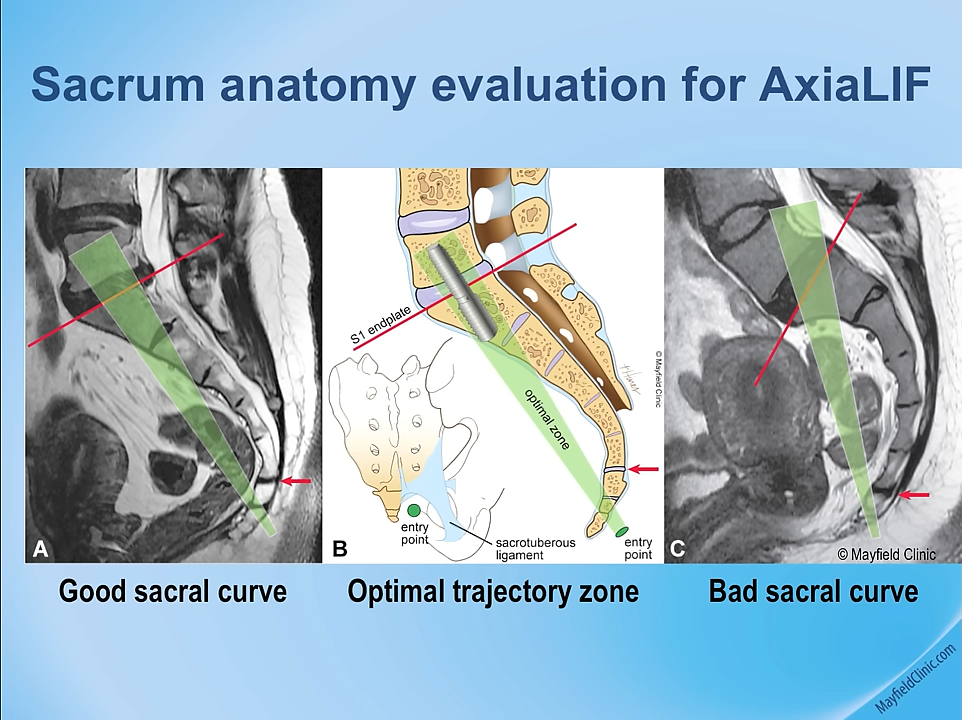 Sacrum anatomy evaluation for AxiaLIF
S1 endplate
optimal zone
© Mayfield Clinic
entry
point
sacrotuberous
ligament
entry
point
A
B
C
© Mayfield Clinic
Good sacral curve
Optimal trajectory zone
Bad sacral curve
MayfieldClinic.com